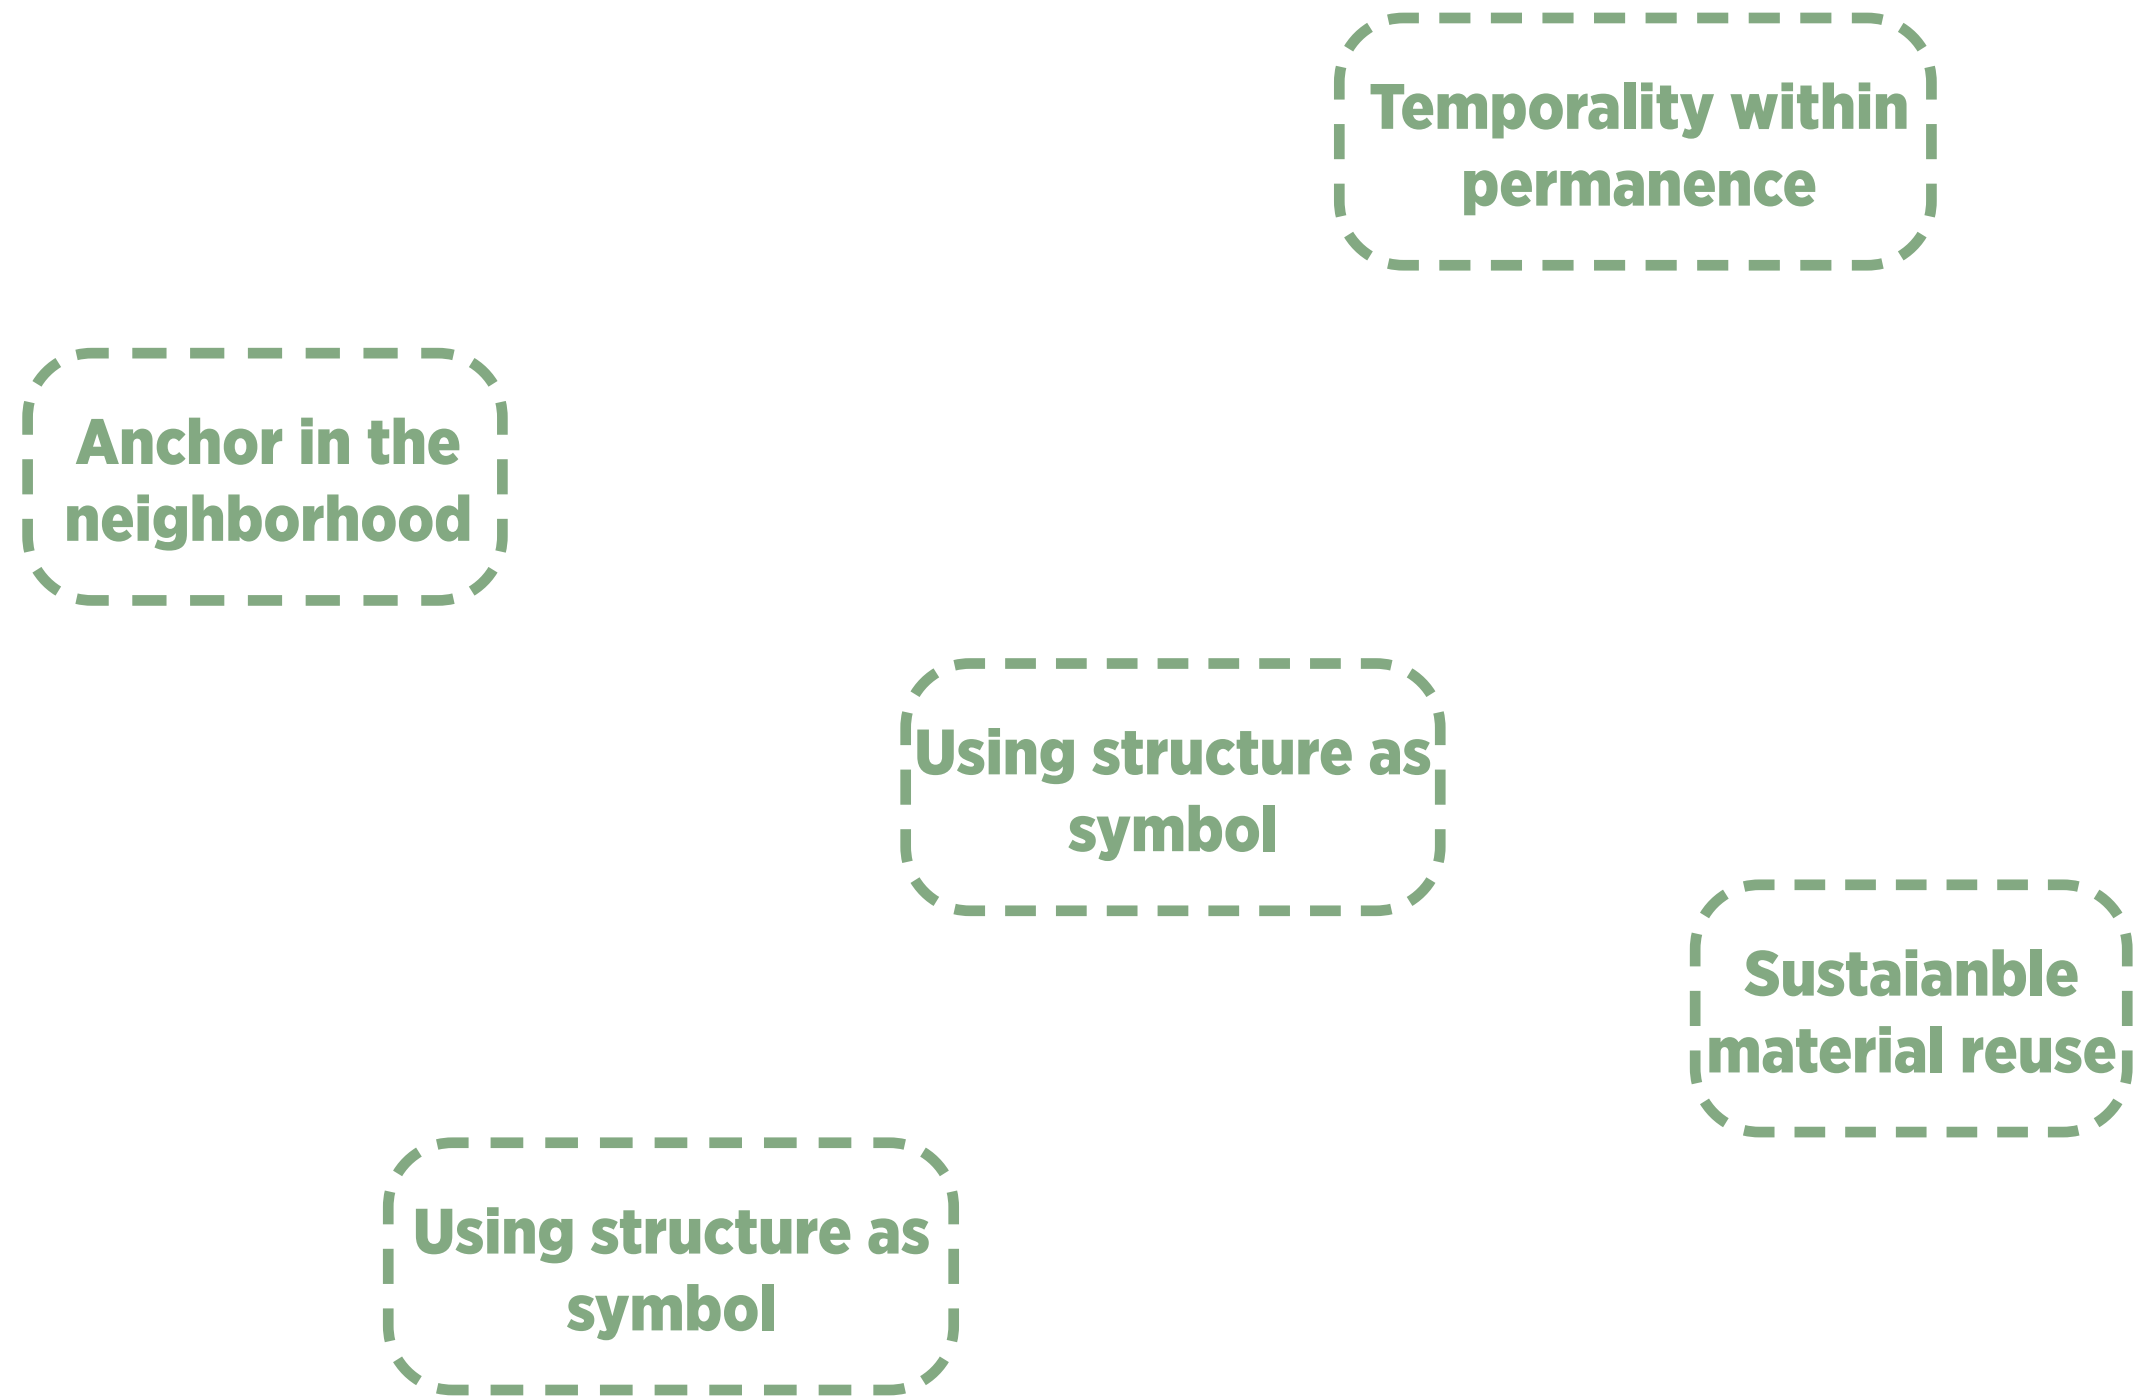 Temporality within
permanence
Anchor in the
neighborhood
Using structure as
symbol
Sustaianble
material reuse
Using structure as
symbol